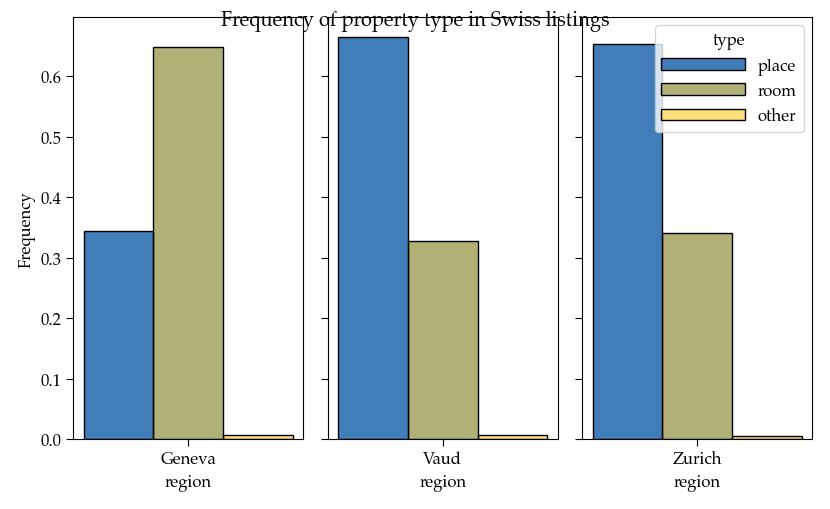 Frequency of property type in Swiss listings
type
place
room
other
Frequency
0.6
0.5
0.4
0.3
0.2
0.1
0.0
Geneva
region
Vaud
region
Zurich
region